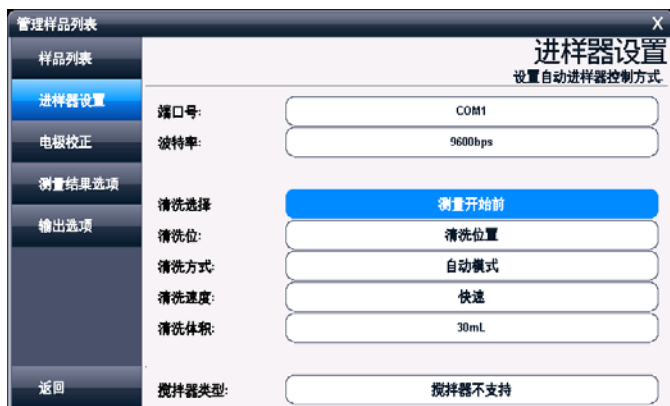 管理样品列表 X
样品列表
进样器设置
电极校正
测量结果选项
输出选项
返回
进样器设置
设置自动进样器控制方式.
端口号: COM1
波特率: 9600bps
清洗选择 测量开始前
清洗位: 清洗位置
清洗方式: 自动模式
清洗速度: 快速
清洗体积: 30mL
搅拌器类型: 搅拌器不支持